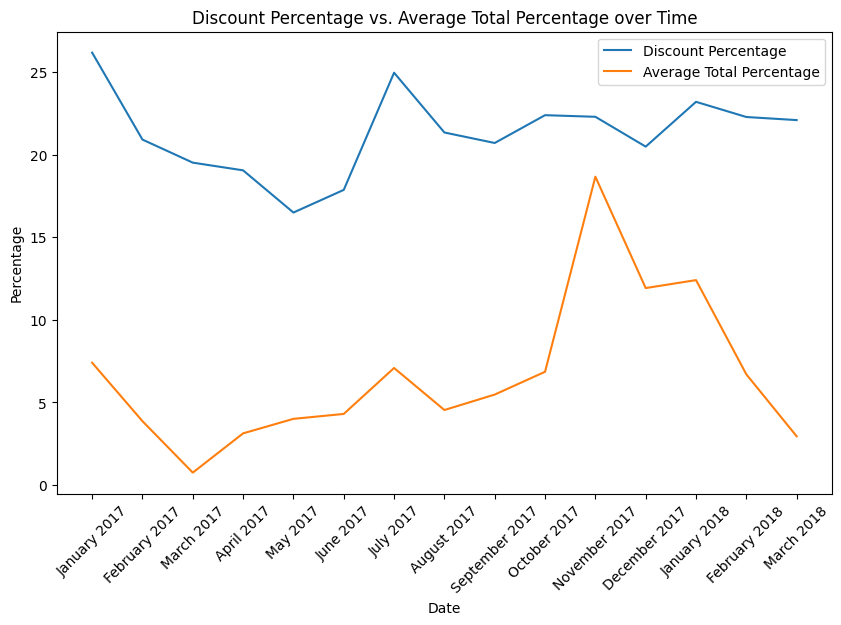 Discount Percentage vs. Average Total Percentage over Time
Discount Percentage
Average Total Percentage
Percentage
25
20
15
10
5
0
January 2017
February 2017
March 2017
April 2017
May 2017
June 2017
July 2017
August 2017
September 2017
October 2017
November 2017
December 2017
January 2018
February 2018
March 2018
Date